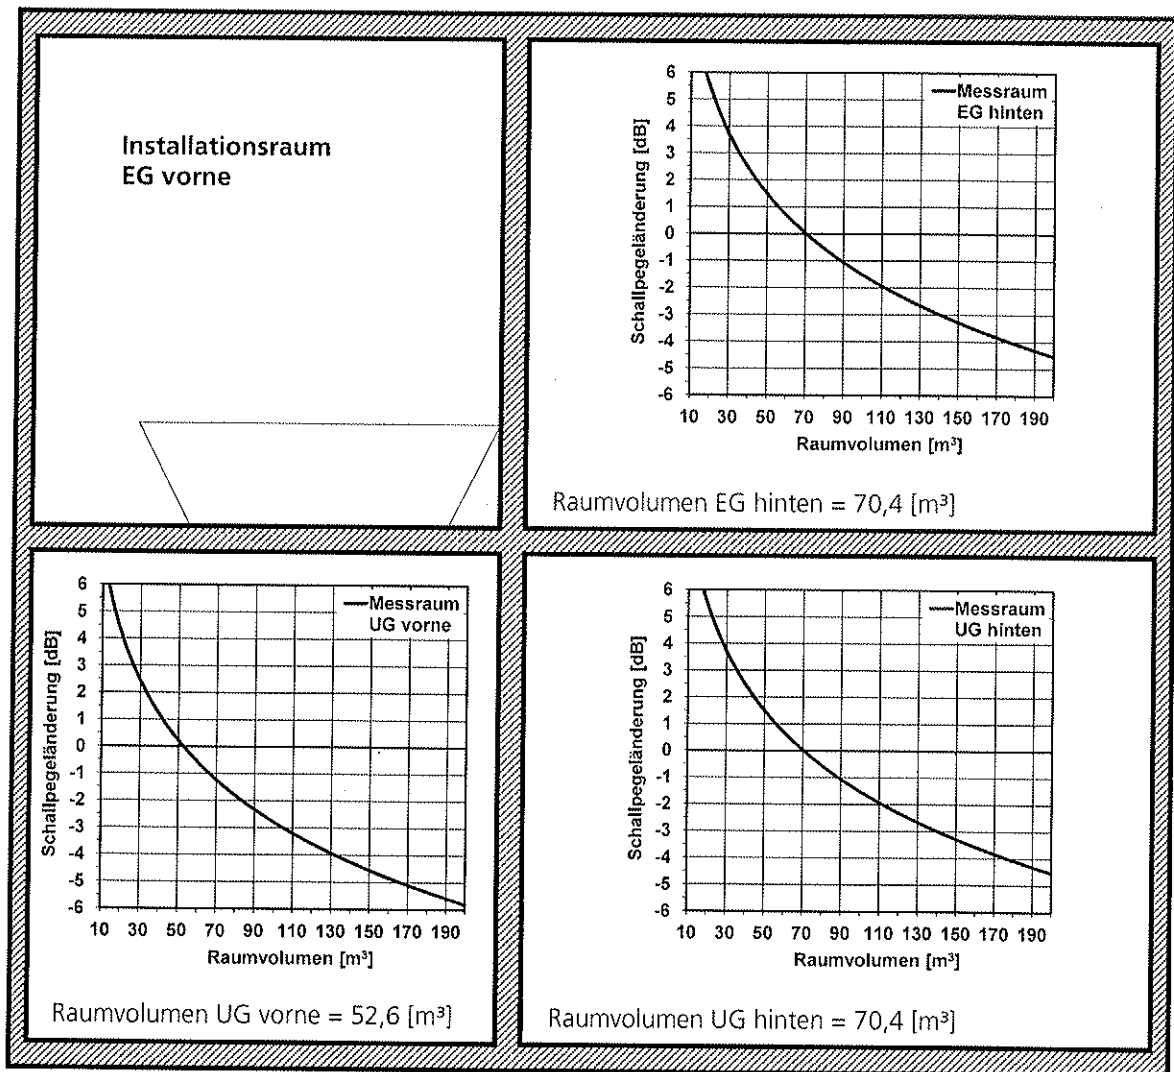 Installationsraum
EG vorne
6
5
4
3
2
1
0
-1
-2
-3
-4
-5
-6
Schallpegeländerung [dB]
Messraum
EG hinten
10 30 50 70 90 110 130 150 170 190
Raumvolumen [m³]
Raumvolumen EG hinten = 70,4 [m³]
6
5
4
3
2
1
0
-1
-2
-3
-4
-5
-6
Schallpegeländerung [dB]
Messraum
UG vorne
10 30 50 70 90 110 130 150 170 190
Raumvolumen [m³]
Raumvolumen UG vorne = 52,6 [m³]
6
5
4
3
2
1
0
-1
-2
-3
-4
-5
-6
Schallpegeländerung [dB]
Messraum
UG hinten
10 30 50 70 90 110 130 150 170 190
Raumvolumen [m³]
Raumvolumen UG hinten = 70,4 [m³]